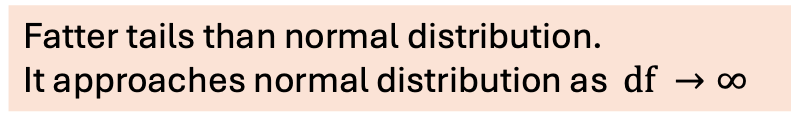 Fatter tails than normal distribution.
It approaches normal distribution as df → ∞